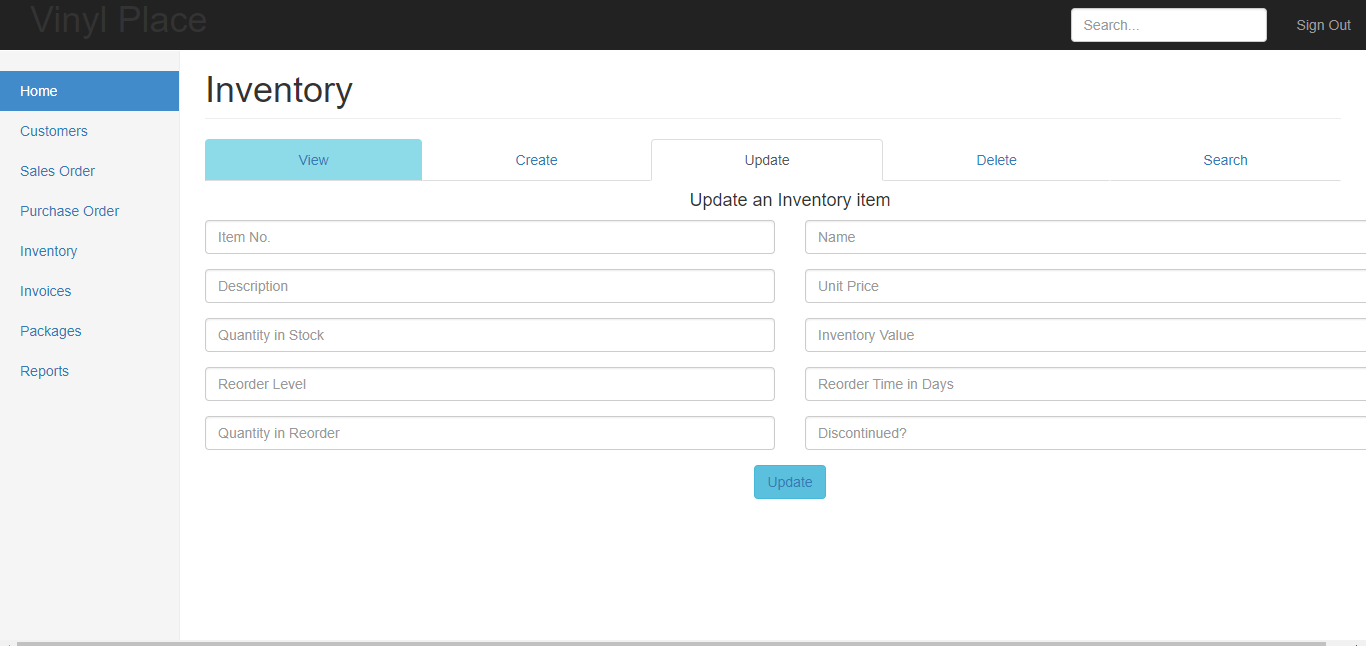 Vinyl Place
Search...
Sign Out
Home
Customers
Sales Order
Purchase Order
Inventory
Invoices
Packages
Reports
Inventory
View Create Update Delete Search
Update an Inventory item
Item No. Name
Description Unit Price
Quantity in Stock Inventory Value
Reorder Level Reorder Time in Days
Quantity in Reorder Discontinued?
Update